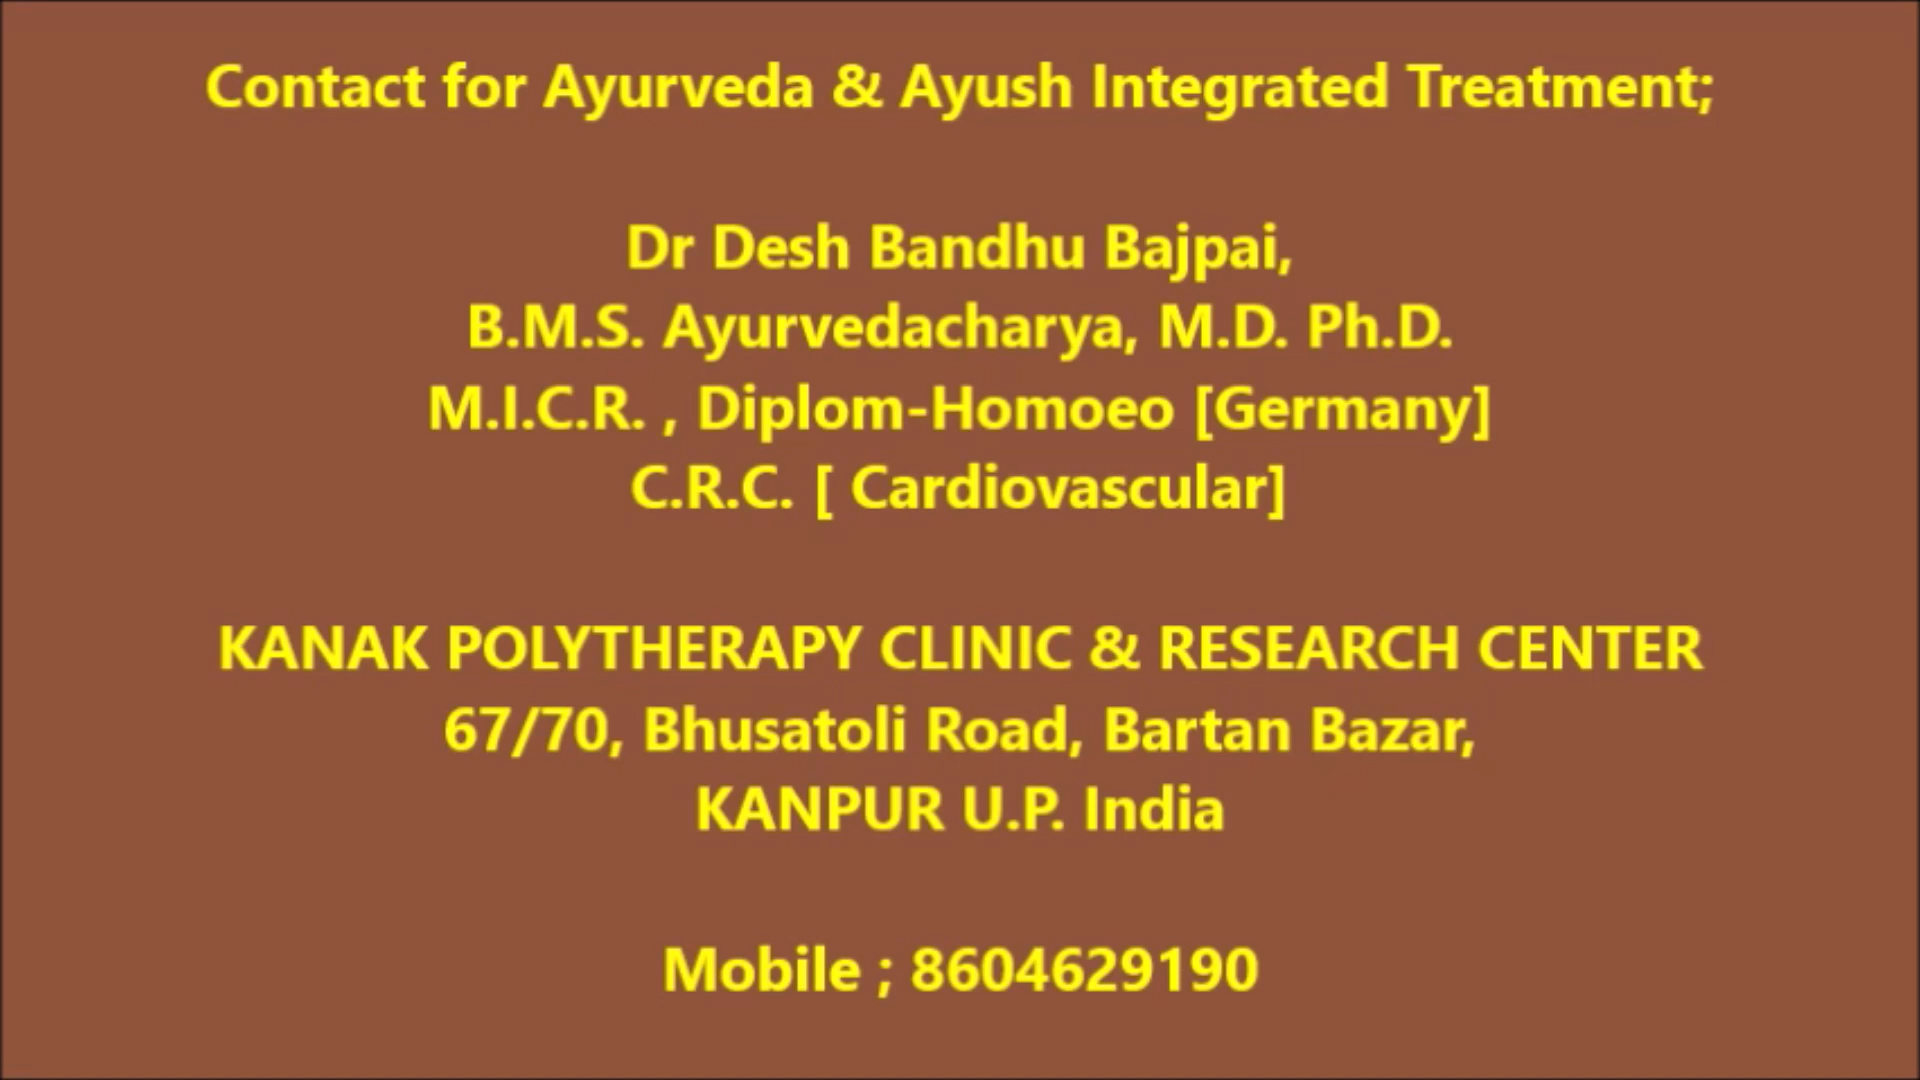 Contact for Ayurveda & Ayush Integrated Treatment;
Dr Desh Bandhu Bajpai,
B.M.S. Ayurvedacharya, M.D. Ph.D.
M.I.C.R. , Diplom-Homoeo [Germany]
C.R.C. [ Cardiovascular]
KANAK POLYTHERAPY CLINIC & RESEARCH CENTER
67/70, Bhusatoli Road, Bartan Bazar,
KANPUR U.P. India
Mobile ; 8604629190